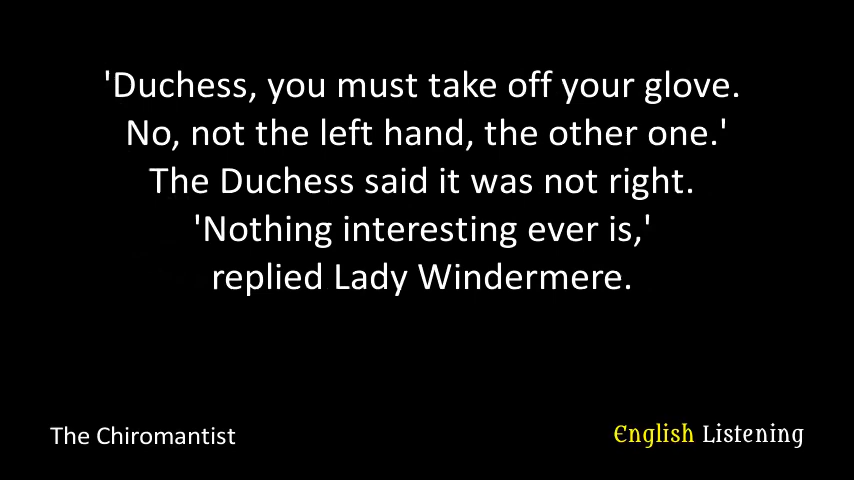 'Duchess, you must take off your glove.
No, not the left hand, the other one.'
The Duchess said it was not right.
'Nothing interesting ever is,'
replied Lady Windermere.
The Chiromantist
English Listening